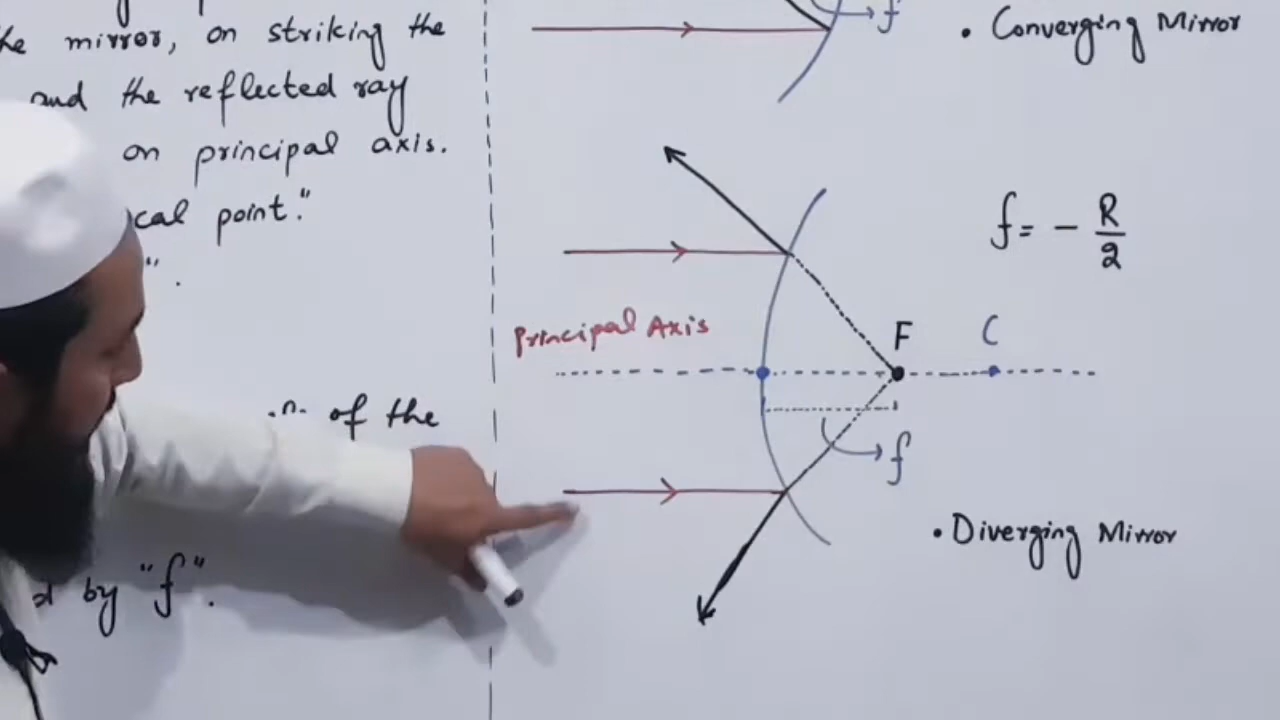 he mirror, on striking the
and the reflected ray
on principal axis.
cal point."
".
of the
d by "f".
f
• Converging Mirror
f = - R/2
Principal Axis
F
C
f
• Diverging Mirror